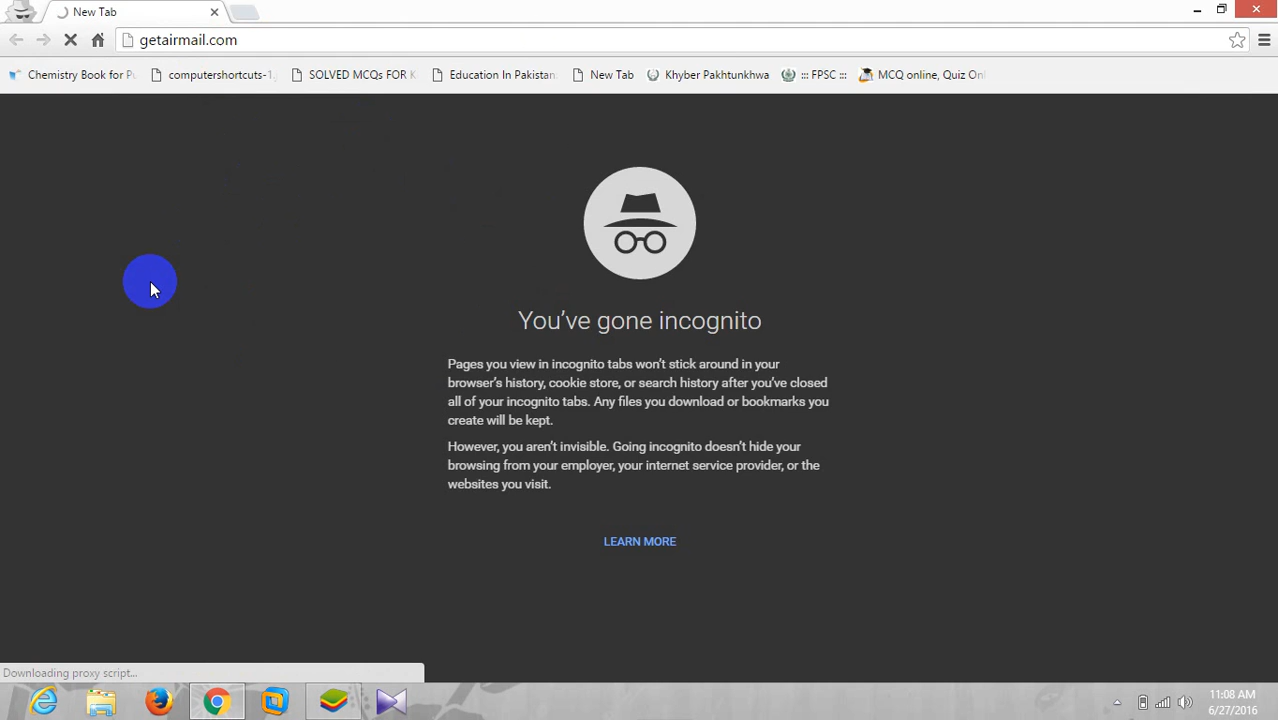 New Tab
getairmail.com
Chemistry Book for Pu
computershortcuts-1
SOLVED MCQs FOR K
Education In Pakistan
New Tab
Khyber Pakhtunkhwa
::: FPSC :::
MCQ online, Quiz Onl
You've gone incognito
Pages you view in incognito tabs won't stick around in your
browser's history, cookie store, or search history after you've closed
all of your incognito tabs. Any files you download or bookmarks you
create will be kept.
However, you aren't invisible. Going incognito doesn't hide your
browsing from your employer, your internet service provider, or the
websites you visit.
LEARN MORE
Downloading proxy script...
11:08 AM
6/27/2016